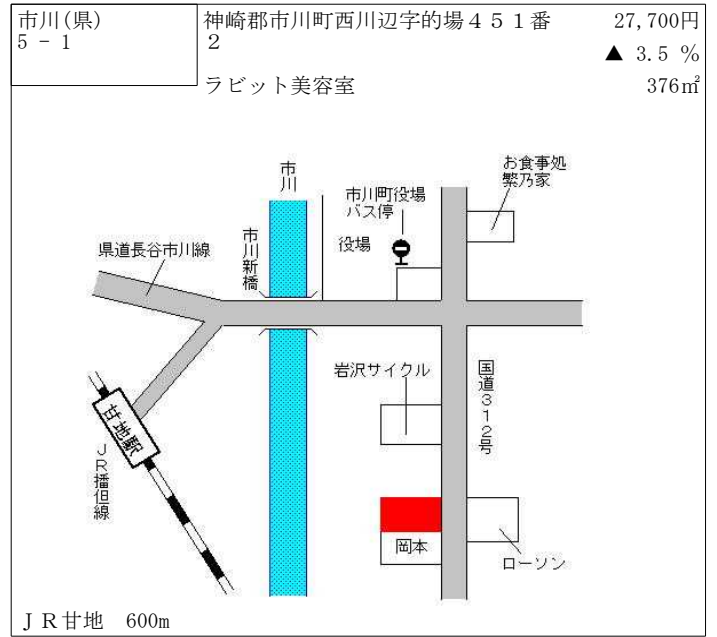 市川(県)
5 - 1
神崎郡市川町西川辺字的場４５１番
２
27,700円
▲ 3.5 %
ラビット美容室
376㎡
お食事処
繁乃家
市川
市川町役場
バス停
役場
市川新橋
県道長谷市川線
岩沢サイクル
国道312号
甘地駅
JR播但線
岡本
ローソン
ＪＲ甘地 600m